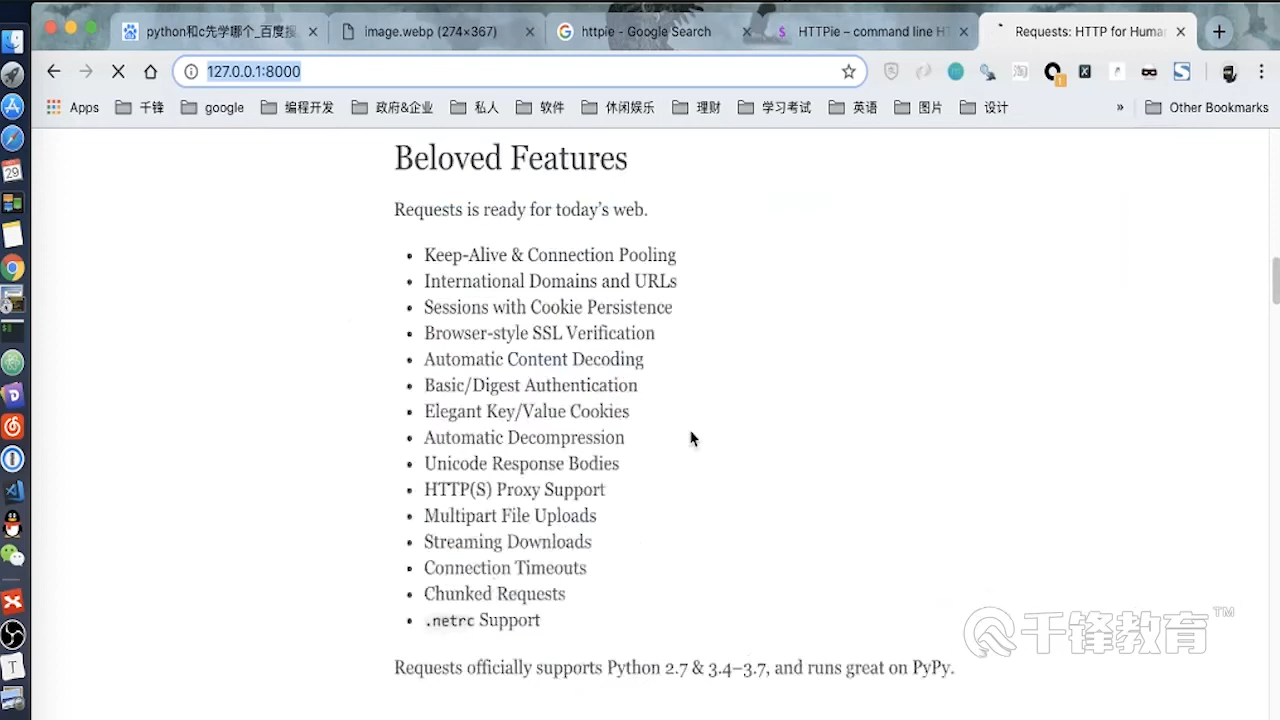 python和c先学哪个_百度搜
image.webp (274×367)
httpie - Google Search
HTTPie – command line HT
Requests: HTTP for Human
127.0.0.1:8000
Apps
千锋
google
编程开发
政府&企业
私人
软件
休闲娱乐
理财
学习考试
英语
图片
设计
»
Other Bookmarks
29
Beloved Features
Requests is ready for today's web.
• Keep-Alive & Connection Pooling
• International Domains and URLs
• Sessions with Cookie Persistence
• Browser-style SSL Verification
• Automatic Content Decoding
• Basic/Digest Authentication
• Elegant Key/Value Cookies
• Automatic Decompression
• Unicode Response Bodies
• HTTP(S) Proxy Support
• Multipart File Uploads
• Streaming Downloads
• Connection Timeouts
• Chunked Requests
• .netrc Support
千锋教育™
Requests officially supports Python 2.7 & 3.4–3.7, and runs great on PyPy.